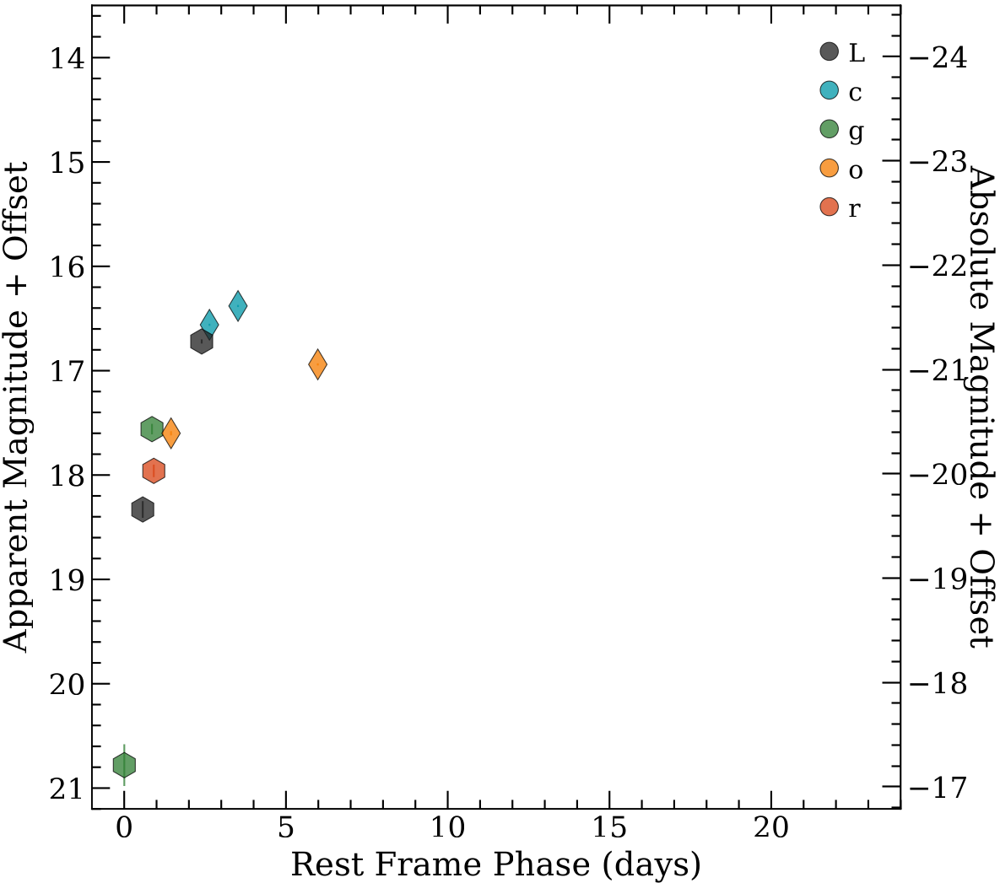 Apparent Magnitude + Offset
14
15
16
17
18
19
20
21
0
5
10
15
20
Rest Frame Phase (days)
L
c
g
o
r
−24
−23
−22
−21
−20
−19
−18
−17
Absolute Magnitude + Offset